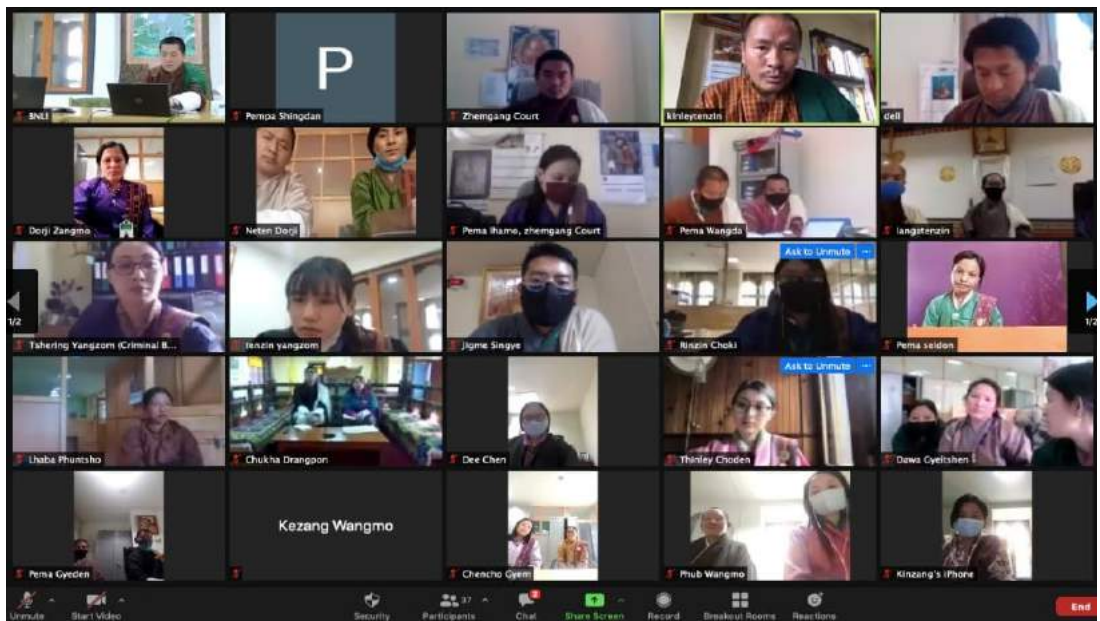 BNLI
P
Pempa Shingdan
Zhemgang Court
kinleytenzin
dell
Dorji Zangmo
Neten Dorji
Pema lhamo, zhemgang Court
Pema Wangda
langatenzin
Tshering Yangzom (Criminal B...
tenzin yangzom
Jigme Singye
Ask to Unmute
Rinzin Choki
Pema seldon
1/2
1/2
Lhaba Phuntsho
Chukha Drangpon
Dee Chen
Ask to Unmute
Thinley Choden
Dawa Gyeltshen
Pema Gyeden
Kezang Wangmo
Chencho Gyem
Phub Wangmo
Kinzang's iPhone
Unmute
Start Video
Security
Participants
37
Chat
2
Share Screen
Record
Breakout Rooms
Reactions
End